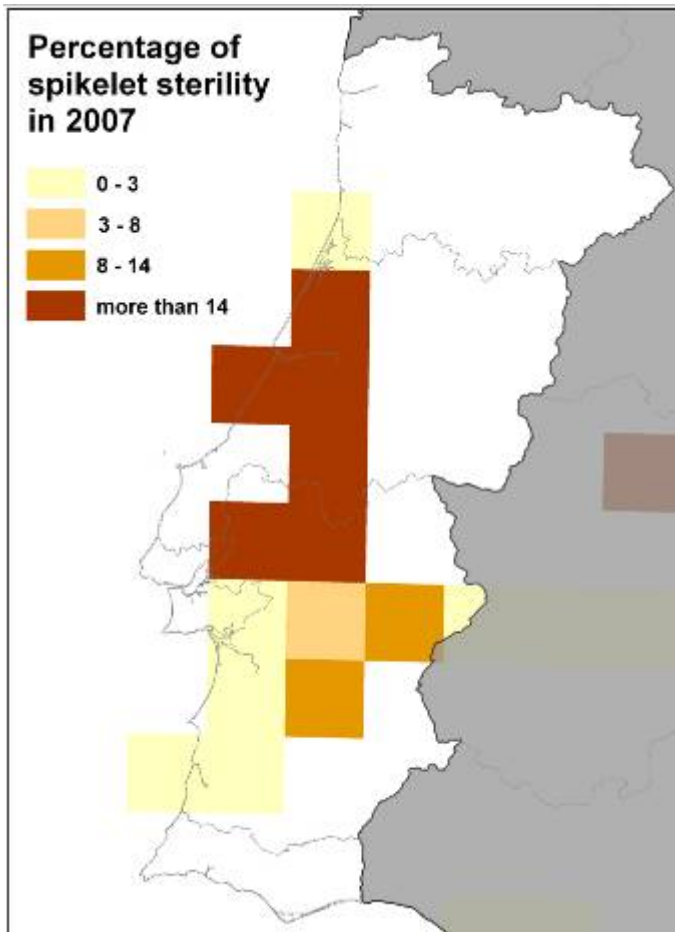 Percentage of
spikelet sterility
in 2007
0 - 3
3 - 8
8 - 14
more than 14